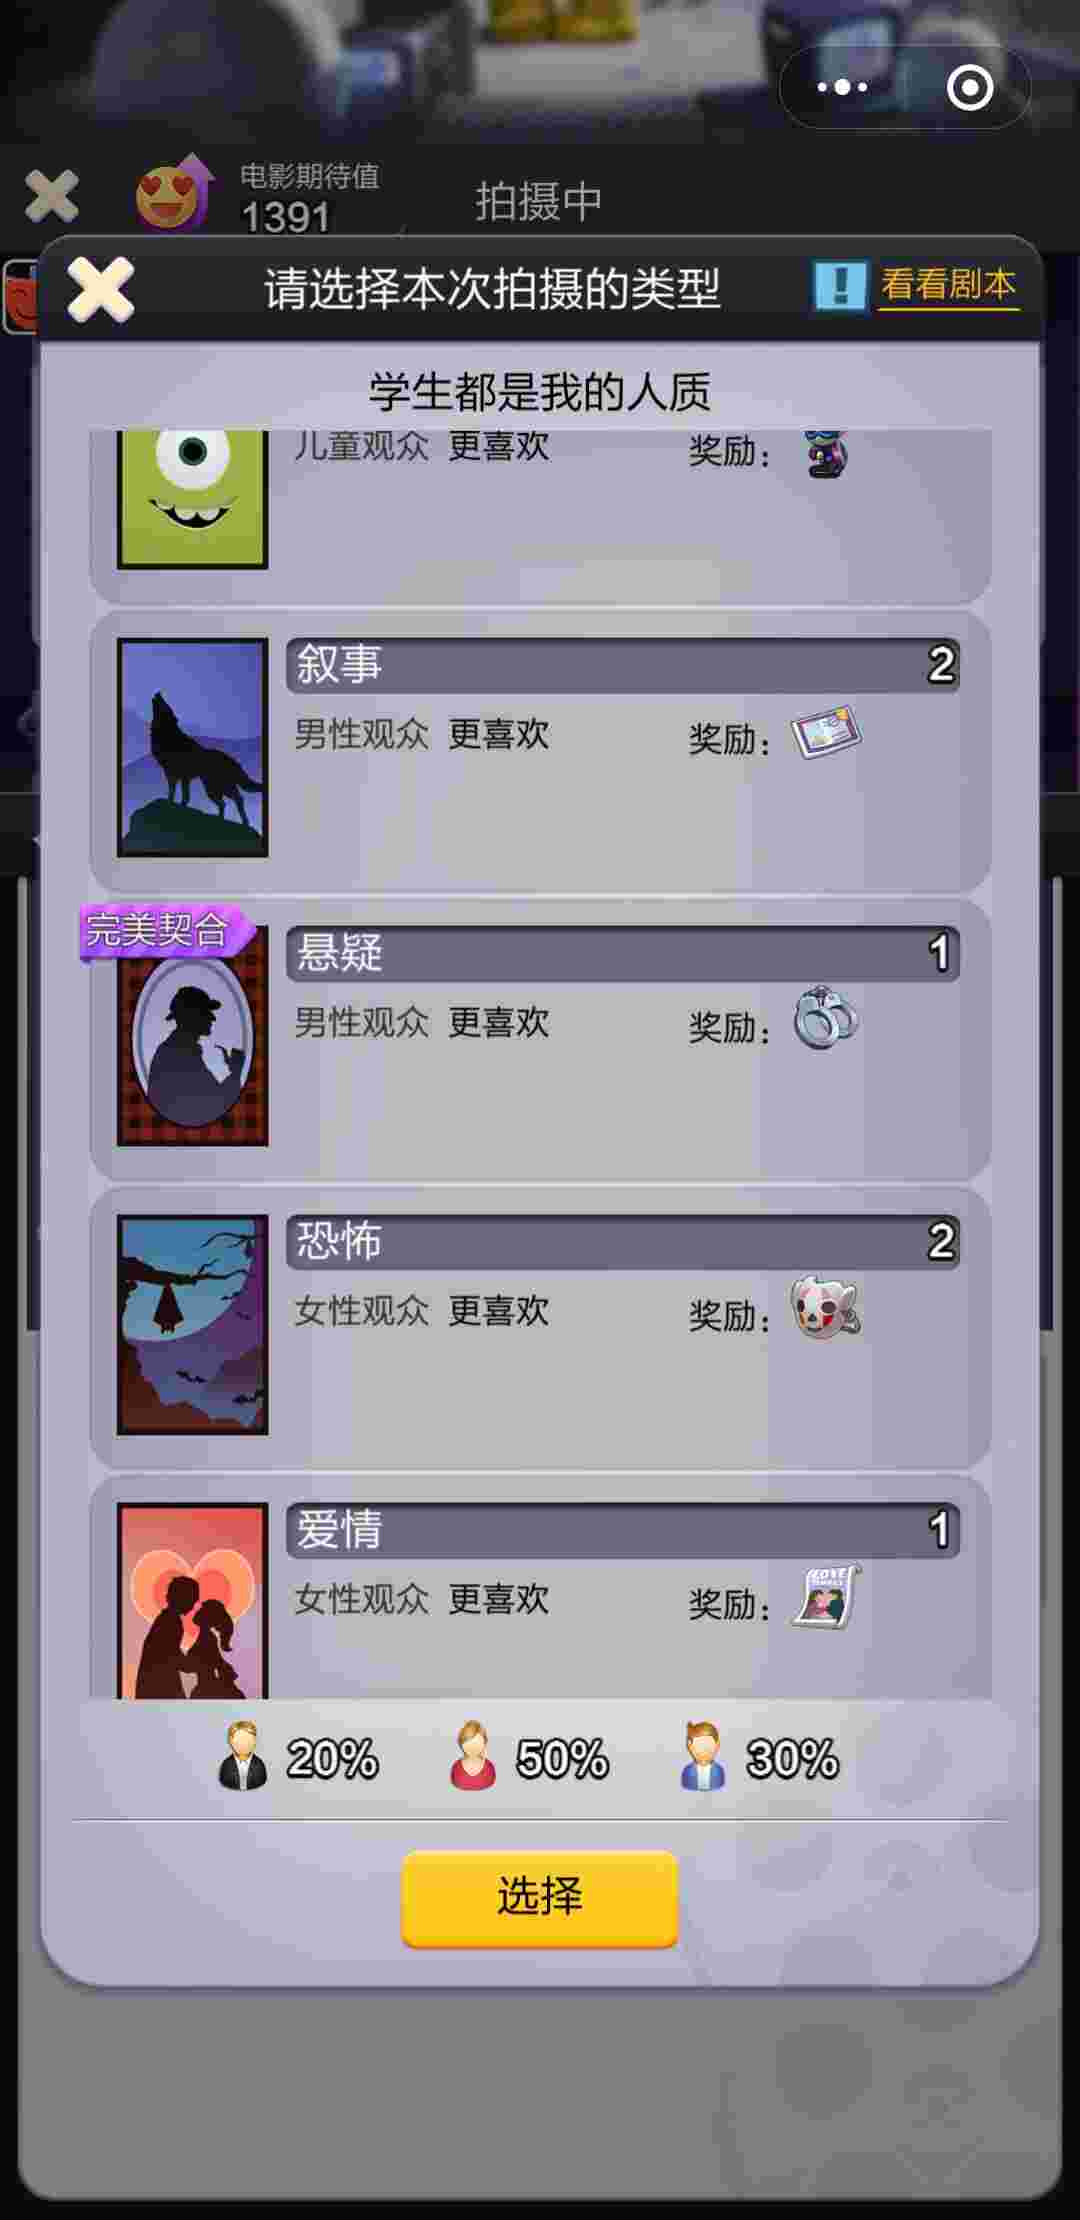 电影期待值
1391
拍摄中
请选择本次拍摄的类型
看看剧本
学生都是我的人质
儿童观众 更喜欢 奖励：
叙事 2
男性观众 更喜欢 奖励：
完美契合
悬疑 1
男性观众 更喜欢 奖励：
恐怖 2
女性观众 更喜欢 奖励：
爱情 1
女性观众 更喜欢 奖励：
LOVE
20% 50% 30%
选择